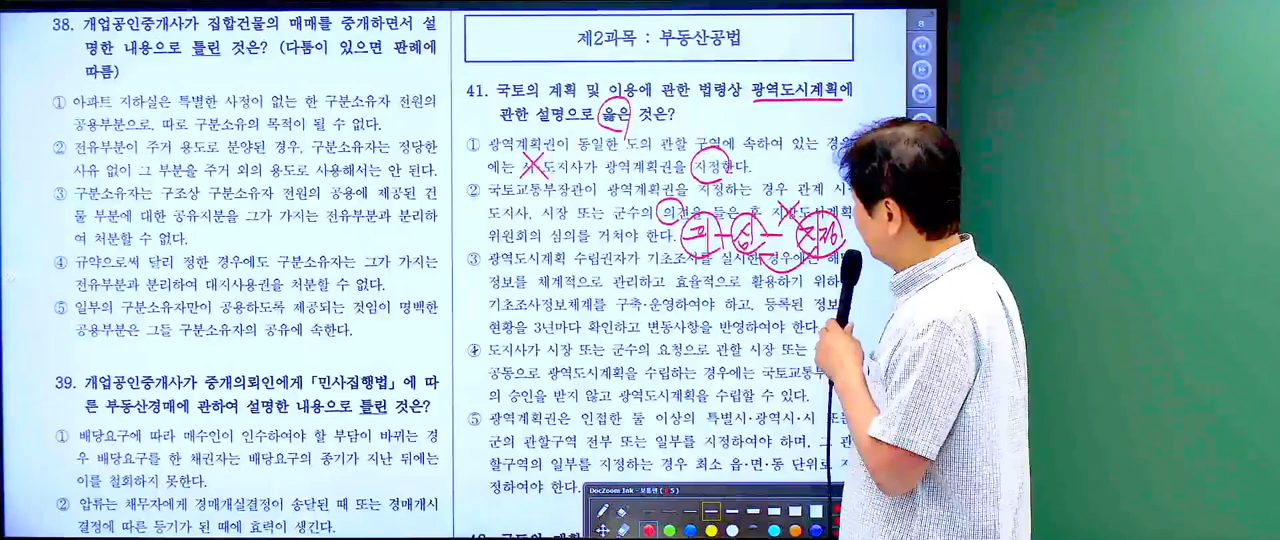 38. 개업공인중개사가 집합건물의 매매를 중개하면서 설
명한 내용으로 틀린 것은? (다툼이 있으면 판례에
따름)
① 아파트 지하실은 특별한 사정이 없는 한 구분소유자 전원의
공용부분으로, 따로 구분소유의 목적이 될 수 없다.
② 전유부분이 주거 용도로 분양된 경우, 구분소유자는 정당한
사유 없이 그 부분을 주거 외의 용도로 사용해서는 안 된다.
③ 구분소유자는 구조상 구분소유자 전원의 공용에 제공된 건
물 부분에 대한 공유지분을 그가 가지는 전유부분과 분리하
여 처분할 수 없다.
④ 규약으로써 달리 정한 경우에도 구분소유자는 그가 가지는
전유부분과 분리하여 대지사용권을 처분할 수 없다.
⑤ 일부의 구분소유자만이 공용하도록 제공되는 것임이 명백한
공용부분은 그들 구분소유자의 공유에 속한다.
39. 개업공인중개사가 중개의뢰인에게 「민사집행법」에 따
른 부동산경매에 관하여 설명한 내용으로 틀린 것은?
① 배당요구에 따라 매수인이 인수하여야 할 부담이 바뀌는 경
우 배당요구를 한 채권자는 배당요구의 종기가 지난 뒤에는
이를 철회하지 못한다.
② 압류는 채무자에게 경매개실결정이 송달된 때 또는 경매개시
결정에 따른 등기가 된 때에 효력이 생긴다.
제2과목 : 부동산공법
41. 국토의 계획 및 이용에 관한 법령상 광역도시계획에
관한 설명으로 옳은 것은?
① 광역계획권이 동일한 도의 관할 구역에 속하여 있는 경우
에는 도지사가 광역계획권을 지정한다.
② 국토교통부장관이 광역계획권을 지정하는 경우 관계 시
도지사, 시장 또는 군수의 의견을 들은 후 계획
위원회의 심의를 거쳐야 한다.
의 심 지정
③ 광역도시계획 수립권자가 기초조사를 실시한 경우에는
정보를 체계적으로 관리하고 효율적으로 활용하기 위하
기초조사정보체계를 구축·운영하여야 하고, 등록된 정보
현황을 3년마다 확인하고 변동사항을 반영하여야 한다.
④ 도지사가 시장 또는 군수의 요청으로 관할 시장 또는
공동으로 광역도시계획을 수립하는 경우에는 국토교통부
의 승인을 받지 않고 광역도시계획을 수립할 수 있다.
⑤ 광역계획권은 인접한 둘 이상의 특별시·광역시·시 또는
군의 관할구역 전부 또는 일부를 지정하여야 하며, 그 관
할구역의 일부를 지정하는 경우 최소 읍·면·동 단위로 지
정하여야 한다.
DocZoom Ink - 보통펜
8